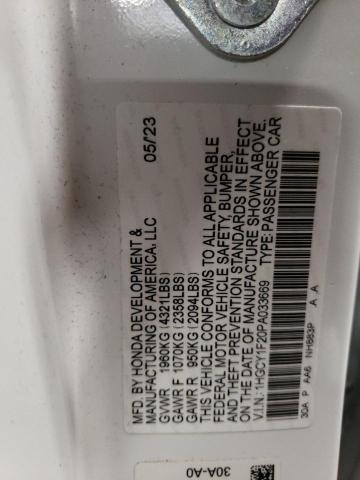 MFD. BY HONDA DEVELOPMENT &
MANUFACTURING OF AMERICA, LLC 05/23
GVWR 1960KG (4321LBS)
GAWR F 1070KG (2358LBS)
GAWR R 950KG (2094LBS)
THIS VEHICLE CONFORMS TO ALL APPLICABLE
FEDERAL MOTOR VEHICLE SAFETY, BUMPER,
AND THEFT PREVENTION STANDARDS IN EFFECT
ON THE DATE OF MANUFACTURE SHOWN ABOVE.
V.I.N.: 1HGCY1F20PA033669 TYPE: PASSENGER CAR
30A P AA6 NH883P A A
30A-A0